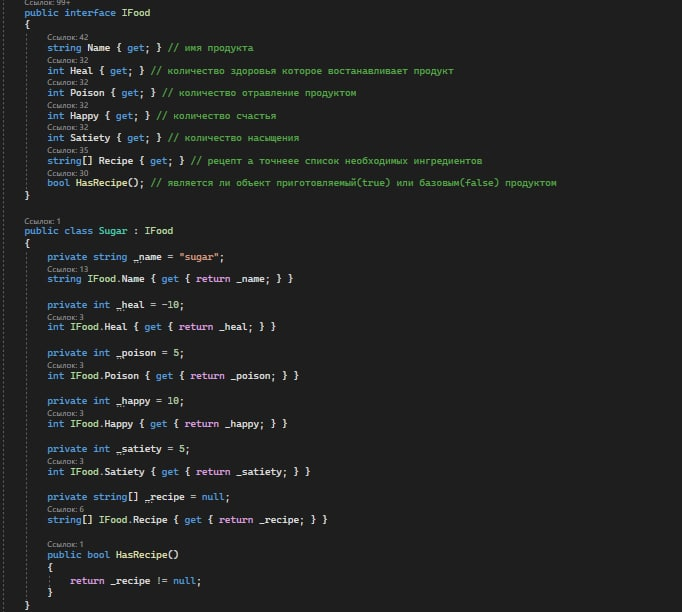 Ссылок: 99+
public interface IFood
{
Ссылок: 42
string Name { get; } // имя продукта
Ссылок: 32
int Heal { get; } // количество здоровья которое востанавливает продукт
Ссылок: 32
int Poison { get; } // количество отравление продуктом
Ссылок: 32
int Happy { get; } // количество счастья
Ссылок: 32
int Satiety { get; } // количество насыщения
Ссылок: 35
string[] Recipe { get; } // рецепт а точнеее список необходимых ингредиентов
Ссылок: 30
bool HasRecipe(); // является ли обьект приготовляемый(true) или базовым(false) продуктом
}
Ссылок: 1
public class Sugar : IFood
{
private string _name = "sugar";
Ссылок: 13
string IFood.Name { get { return _name; } }
private int _heal = -10;
Ссылок: 3
int IFood.Heal { get { return _heal; } }
private int _poison = 5;
Ссылок: 3
int IFood.Poison { get { return _poison; } }
private int _happy = 10;
Ссылок: 3
int IFood.Happy { get { return _happy; } }
private int _satiety = 5;
Ссылок: 3
int IFood.Satiety { get { return _satiety; } }
private string[] _recipe = null;
Ссылок: 6
string[] IFood.Recipe { get { return _recipe; } }
Ссылок: 1
public bool HasRecipe()
{
return _recipe != null;
}
}